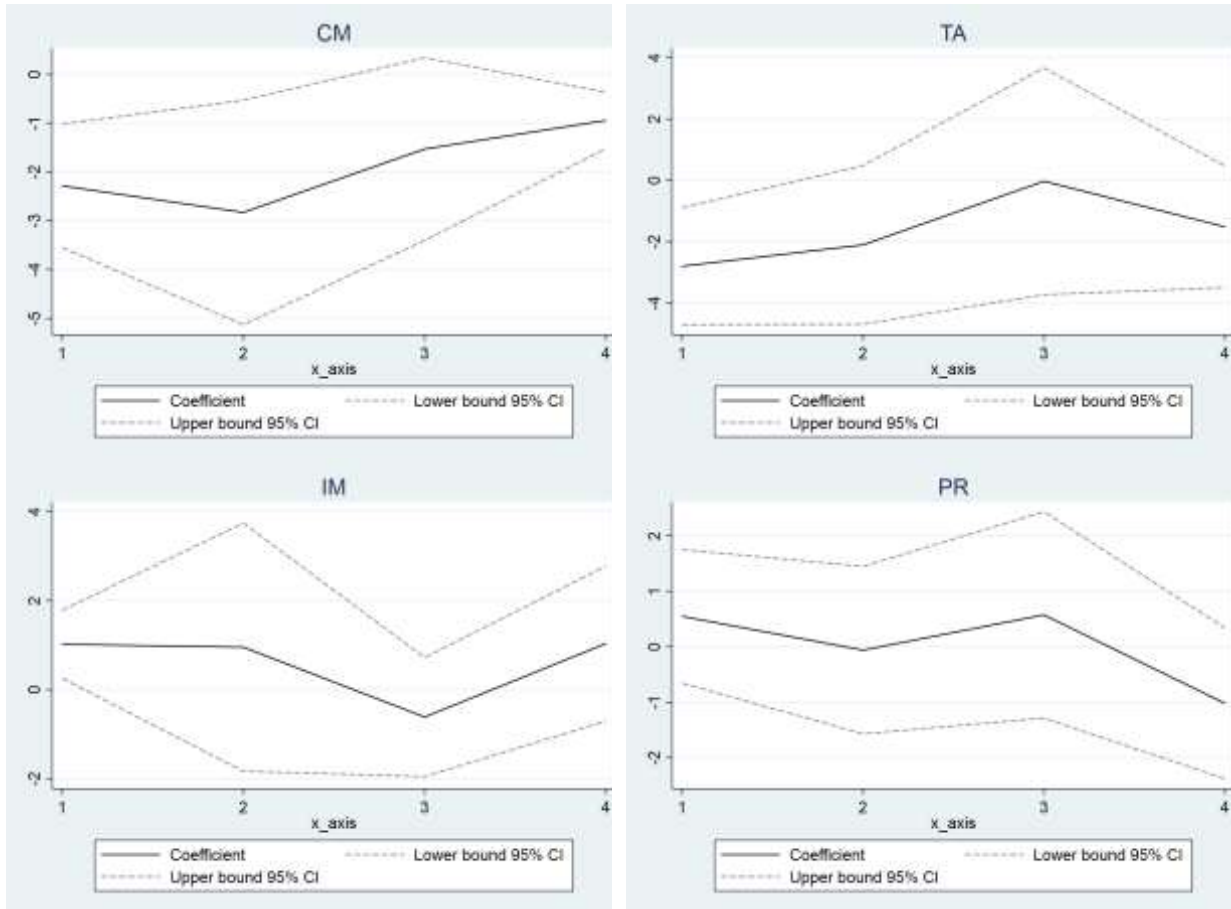 CM
0
-1
-2
-3
-4
-5
1
2
3
4
x_axis
Coefficient
Lower bound 95% CI
Upper bound 95% CI
TA
4
2
0
-2
-4
1
2
3
4
x_axis
Coefficient
Lower bound 95% CI
Upper bound 95% CI
IM
4
2
0
-2
1
2
3
4
x_axis
Coefficient
Lower bound 95% CI
Upper bound 95% CI
PR
2
1
0
-1
-2
1
2
3
4
x_axis
Coefficient
Lower bound 95% CI
Upper bound 95% CI